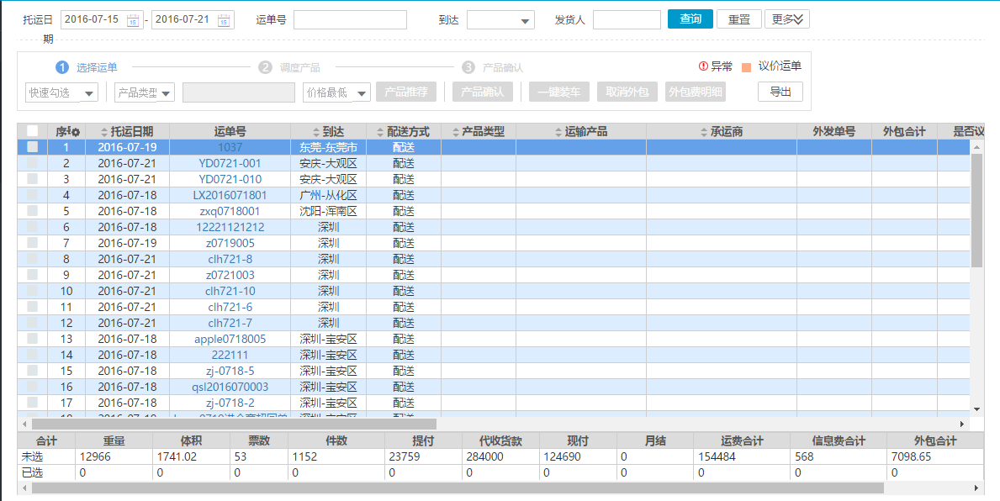 托运日期 2016-07-15 - 2016-07-21 运单号 到达 发货人 查询 重置 更多
1 选择运单 2 调度产品 3 产品确认 异常 议价运单
快速勾选 产品类型 价格最低 产品推荐 产品确认 一键装车 取消外包 外包费明细 导出
序 托运日期 运单号 到达 配送方式 产品类型 运输产品 承运商 外发单号 外包合计 是否议
1 2016-07-19 1037 东莞-东莞市 配送
2 2016-07-21 YD0721-001 安庆-大观区 配送
3 2016-07-21 YD0721-010 安庆-大观区 配送
4 2016-07-18 LX2016071801 广州-从化区 配送
5 2016-07-18 zxq0718001 沈阳-浑南区 配送
6 2016-07-18 12221121212 深圳 配送
7 2016-07-19 z0719005 深圳 配送
8 2016-07-21 clh721-8 深圳 配送
9 2016-07-21 z0721003 深圳 配送
10 2016-07-21 clh721-10 深圳 配送
11 2016-07-21 clh721-6 深圳 配送
12 2016-07-21 clh721-7 深圳 配送
13 2016-07-18 apple0718005 深圳-宝安区 配送
14 2016-07-18 222111 深圳-宝安区 配送
15 2016-07-18 zj-0718-5 深圳-宝安区 配送
16 2016-07-18 qsl2016070003 深圳-宝安区 配送
17 2016-07-18 zj-0718-2 深圳-宝安区 配送
合计 重量 体积 票数 件数 提付 代收货款 现付 月结 运费合计 信息费合计 外包合计
未选 12966 1741.02 53 1152 23759 284000 124690 0 154484 568 7098.65
已选 0 0 0 0 0 0 0 0 0 0 0